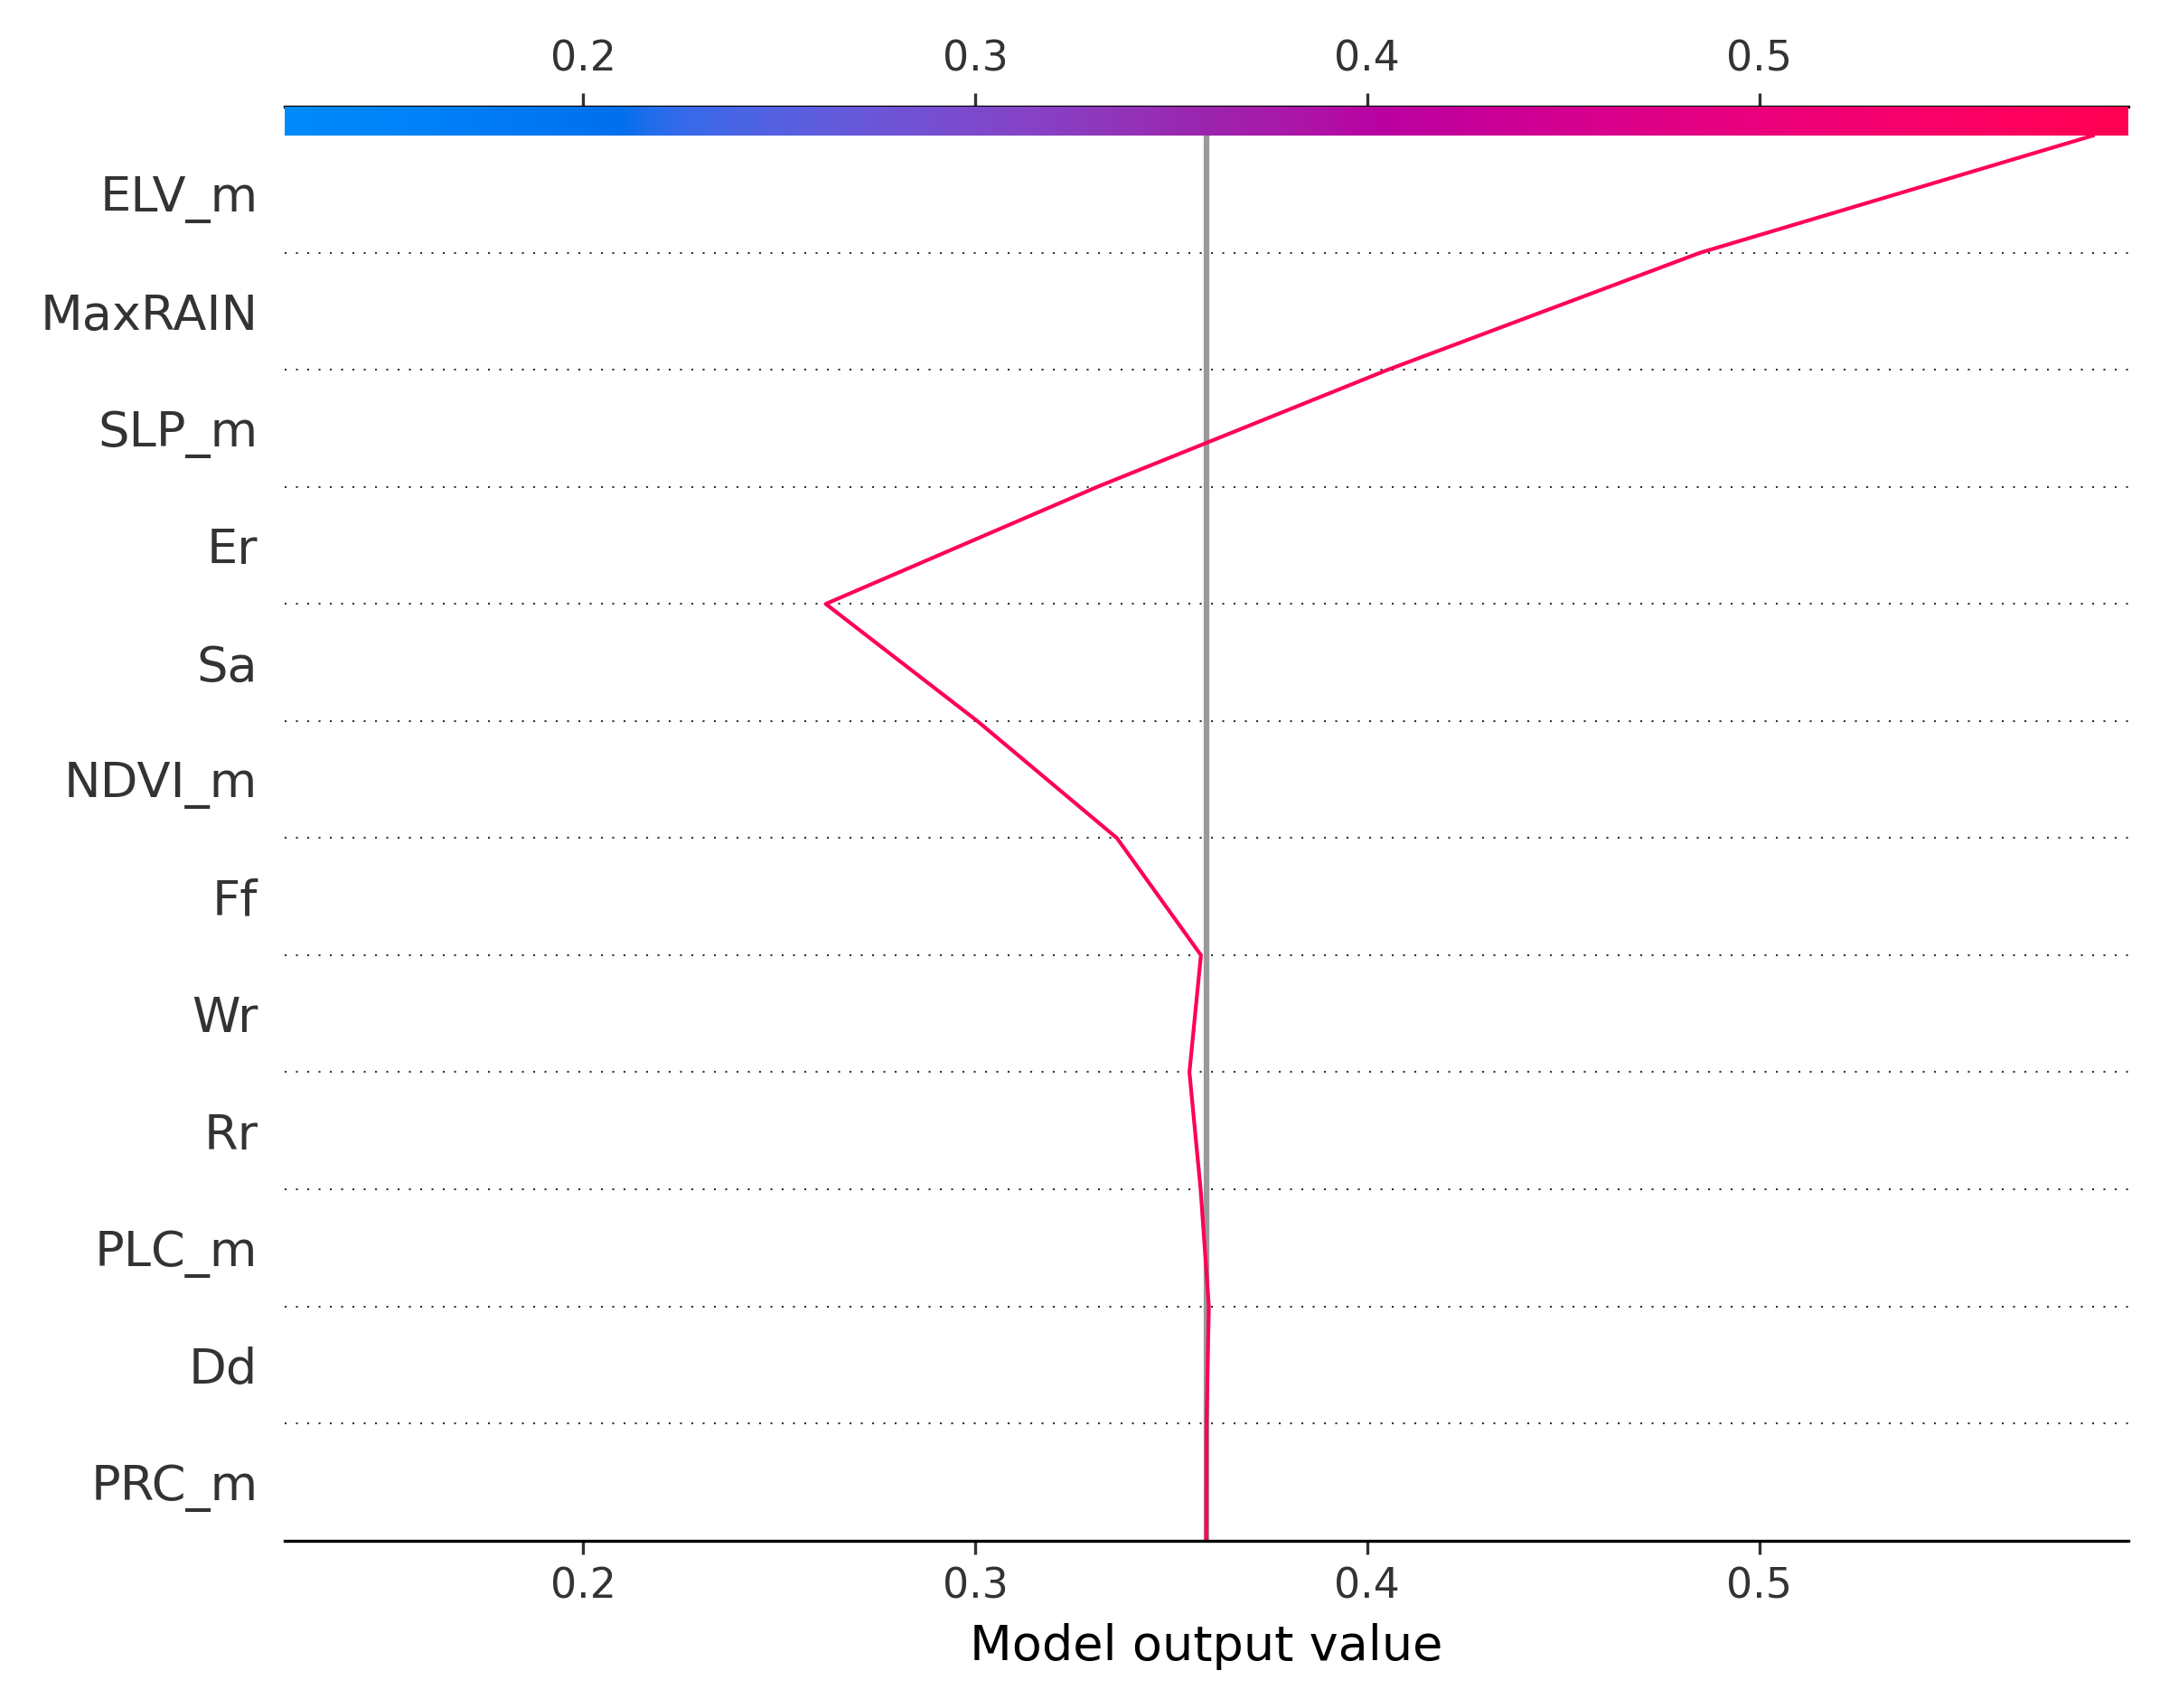 0.2 0.3 0.4 0.5
ELV_m
MaxRAIN
SLP_m
Er
Sa
NDVI_m
Ff
Wr
Rr
PLC_m
Dd
PRC_m
0.2 0.3 0.4 0.5
Model output value